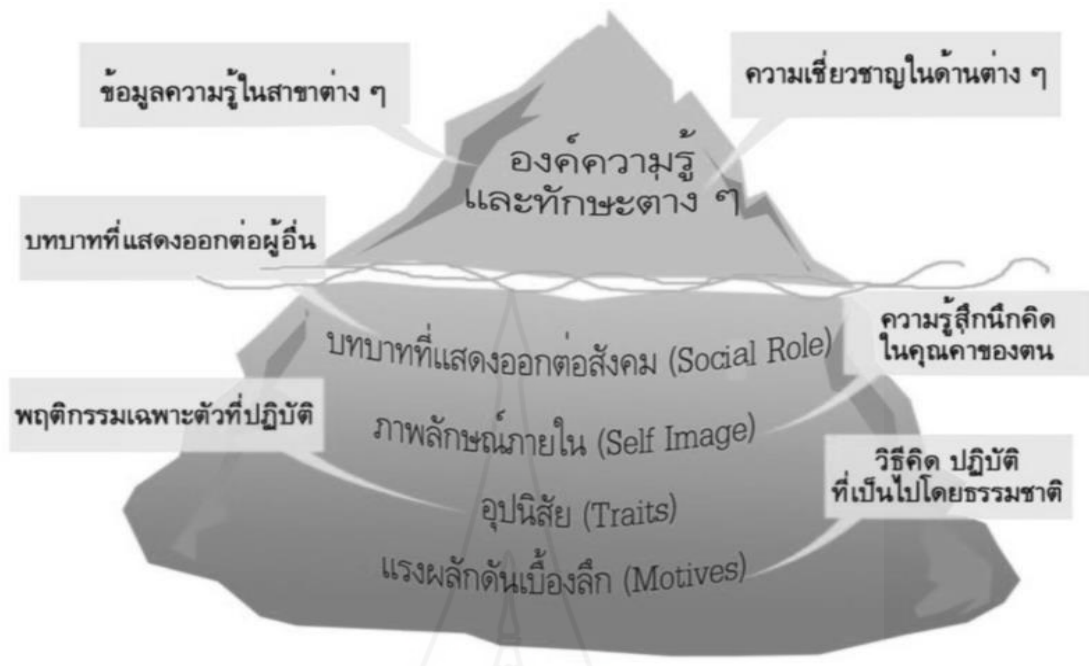 ข้อมูลความรู้ในสาขาต่าง ๆ
ความเชี่ยวชาญในด้านต่าง ๆ
องค์ความรู้
และทักษะต่าง ๆ
บทบาทที่แสดงออกต่อผู้อื่น
บทบาทที่แสดงออกต่อสังคม (Social Role)
ความรู้สึกนึกคิด
ในคุณค่าของตน
พฤติกรรมเฉพาะตัวที่ปฏิบัติ
ภาพลักษณ์ภายใน (Self Image)
วิธีคิด ปฏิบัติ
ที่เป็นไปโดยธรรมชาติ
อุปนิสัย (Traits)
แรงผลักดันเบื้องลึก (Motives)